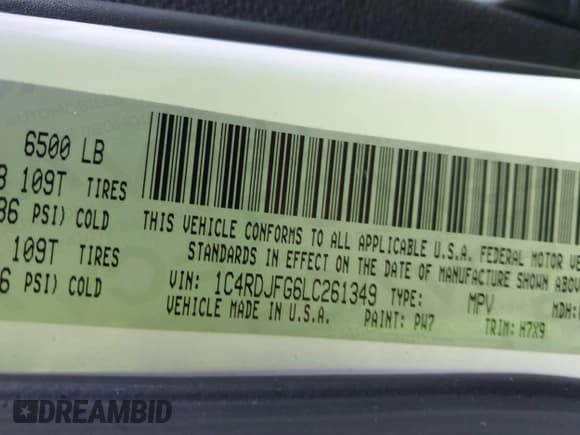 6500 LB
109T TIRES
PSI) COLD
109T TIRES
PSI) COLD
THIS VEHICLE CONFORMS TO ALL APPLICABLE U.S.A. FEDERAL MOTOR
STANDARDS IN EFFECT ON THE DATE OF MANUFACTURE SHOWN ABOVE
VIN: 1C4RDJFG6LC261349 TYPE: MPV MDH:
VEHICLE MADE IN U.S.A. PAINT: PW7 TRIM: H7X9
DREAMBID